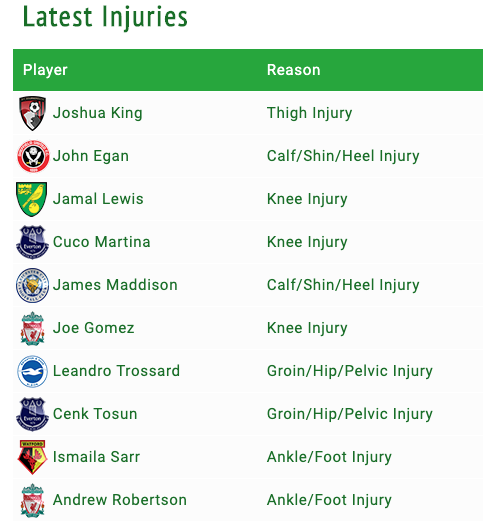 Latest Injuries
Player Reason
Joshua King Thigh Injury
John Egan Calf/Shin/Heel Injury
Jamal Lewis Knee Injury
Cuco Martina Knee Injury
James Maddison Calf/Shin/Heel Injury
Joe Gomez Knee Injury
Leandro Trossard Groin/Hip/Pelvic Injury
Everton
Cenk Tosun Groin/Hip/Pelvic Injury
WATFORD
Ismaila Sarr Ankle/Foot Injury
Andrew Robertson Ankle/Foot Injury